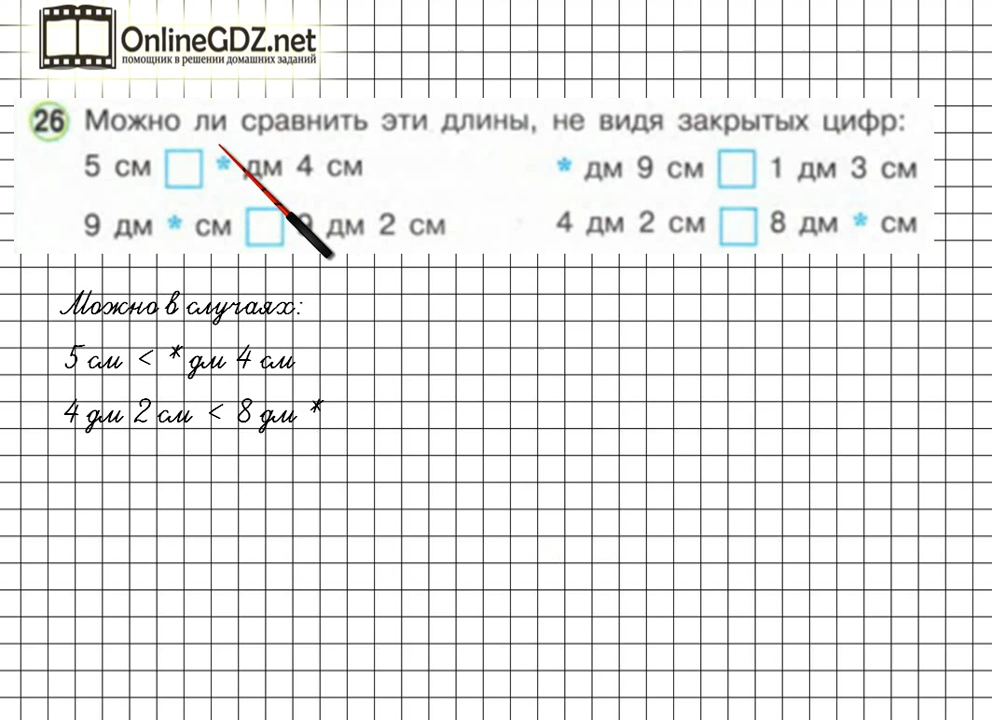 OnlineGDZ.net
помощник в решении домашних заданий
26 Можно ли сравнить эти длины, не видя закрытых цифр:
5 см * дм 4 см * дм 9 см 1 дм 3 см
9 дм * см 9 дм 2 см 4 дм 2 см 8 дм * см
Можно в случаях:
5 см < * дм 4 см
4 дм 2 см < 8 дм *